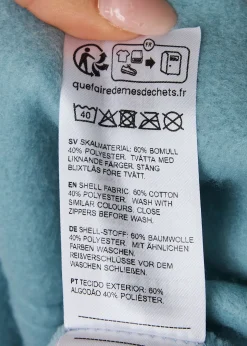 FR
quefairedemesdechets.fr
40
SV SKALMATERIAL: 60% BOMULL
40% POLYESTER. TVÄTTA MED
LIKNANDE FÄRGER. STÄNG
BLIXTLÅS FÖRE TVÄTT.
EN SHELL FABRIC: 60% COTTON
40% POLYESTER. WASH WITH
SIMILAR COLOURS, CLOSE
ZIPPERS BEFORE WASH.
DE SHELL-STOFF: 60% BAUMWOLLE
40% POLYESTER. MIT ÄHNLICHEN
FARBEN WASCHEN,
REIßVERSCHLÜSSE VOR DEM
WASCHEN SCHLIEßEN.
PT TECIDO EXTERIOR: 60%
ALGODÃO 40% POLIÉSTER.